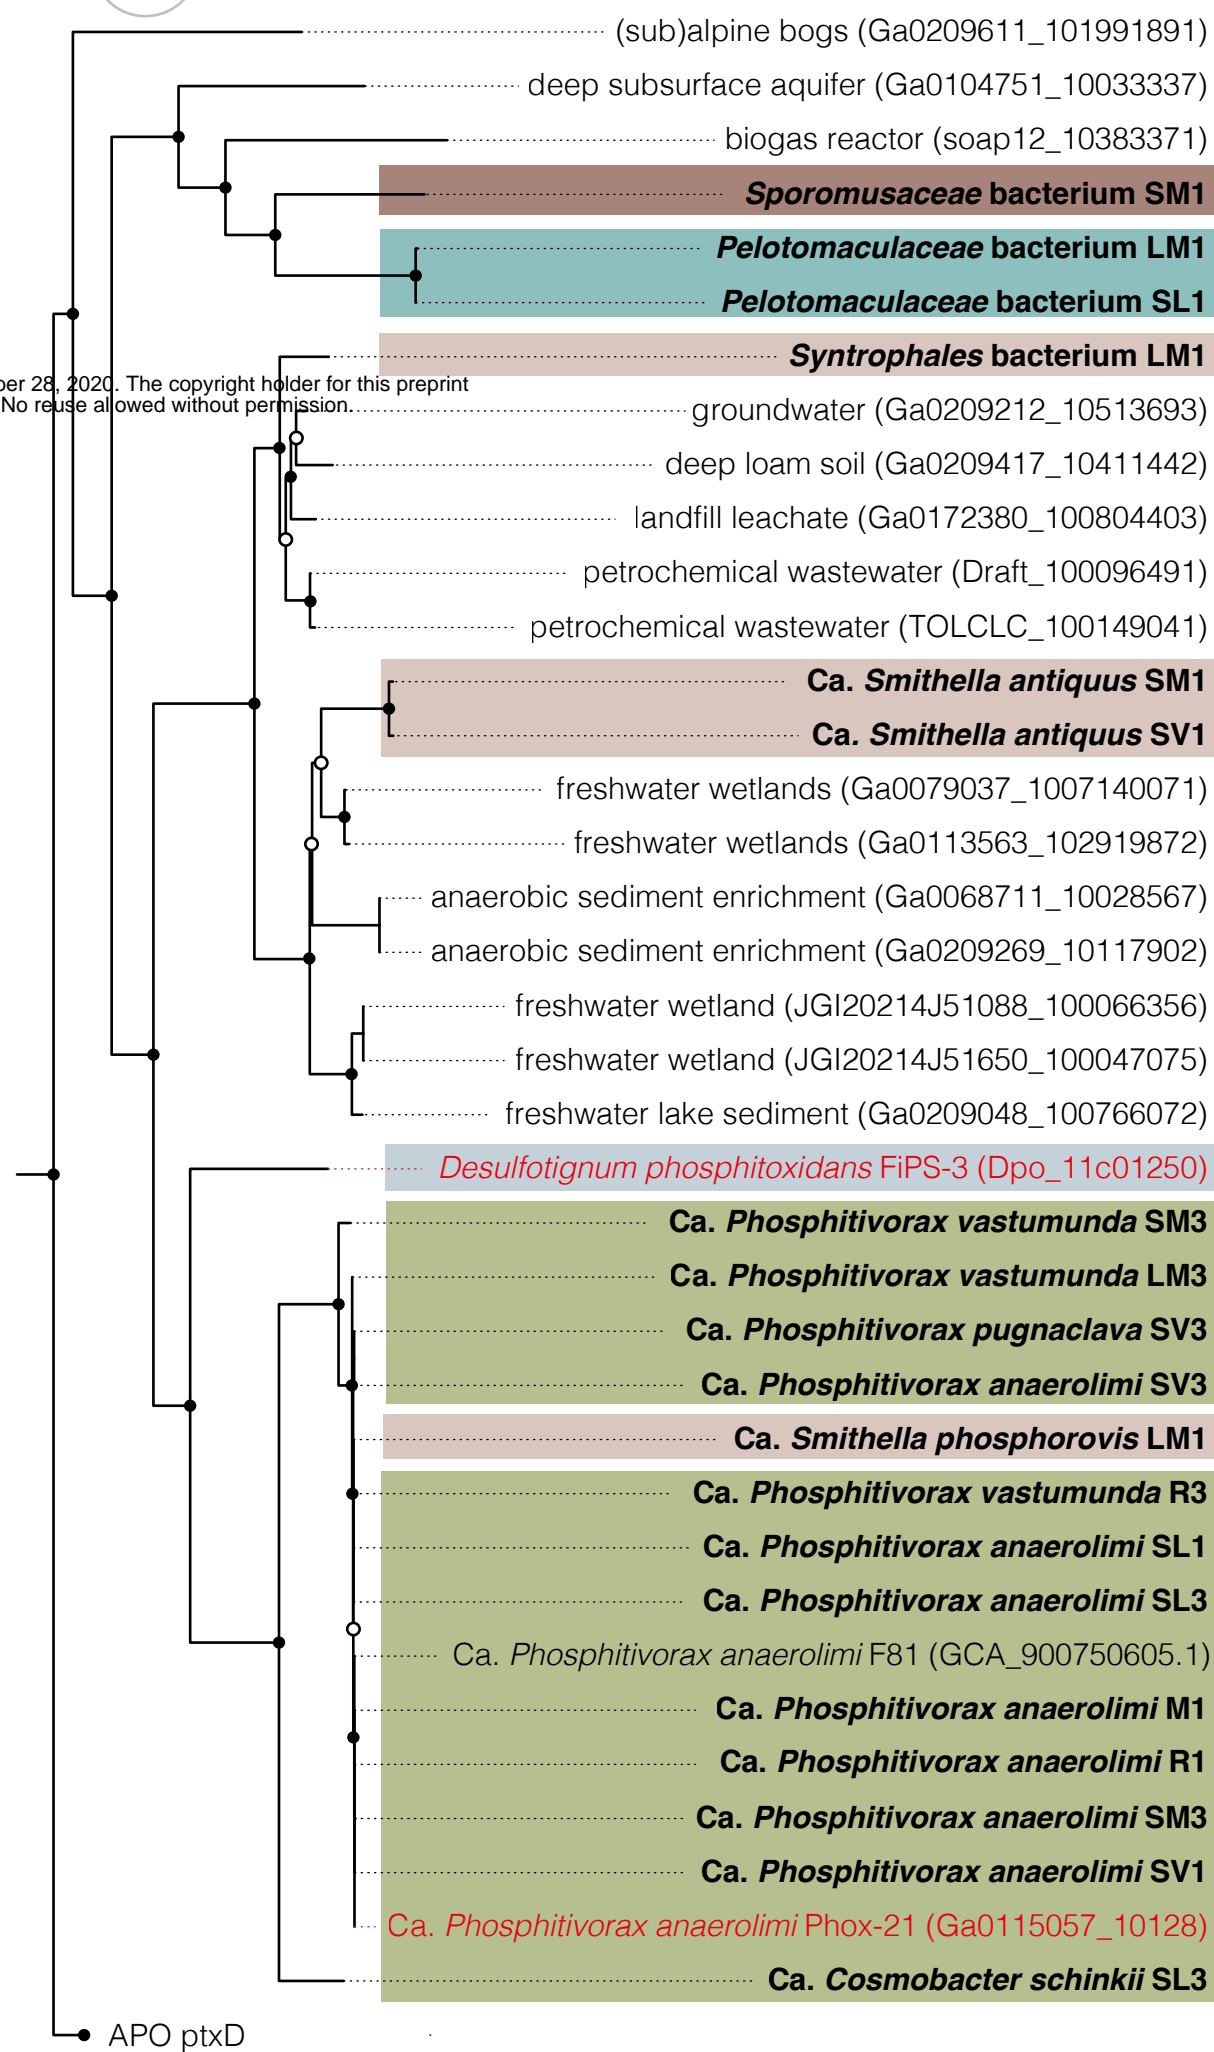 (sub)alpine bogs (Ga0209611_101991891)
deep subsurface aquifer (Ga0104751_10033337)
biogas reactor (soap12_10383371)
Sporomusaceae bacterium SM1
Pelotomaculaceae bacterium LM1
Pelotomaculaceae bacterium SL1
Syntrophales bacterium LM1
28, 2020. The copyright holder for this preprint
No reuse allowed without permission.
groundwater (Ga0209212_10513693)
deep loam soil (Ga0209417_10411442)
landfill leachate (Ga0172380_100804403)
petrochemical wastewater (Draft_100096491)
petrochemical wastewater (TOLCLC_100149041)
Ca. Smithella antiquus SM1
Ca. Smithella antiquus SV1
freshwater wetlands (Ga0079037_1007140071)
freshwater wetlands (Ga0113563_102919872)
anaerobic sediment enrichment (Ga0068711_10028567)
anaerobic sediment enrichment (Ga0209269_10117902)
freshwater wetland (JGI20214J51088_100066356)
freshwater wetland (JGI20214J51650_100047075)
freshwater lake sediment (Ga0209048_100766072)
Desulfotignum phosphitoxidans FiPS-3 (Dpo_11c01250)
Ca. Phosphitivorax vastumunda SM3
Ca. Phosphitivorax vastumunda LM3
Ca. Phosphitivorax pugnaclava SV3
Ca. Phosphitivorax anaerolimi SV3
Ca. Smithella phosphorovis LM1
Ca. Phosphitivorax vastumunda R3
Ca. Phosphitivorax anaerolimi SL1
Ca. Phosphitivorax anaerolimi SL3
Ca. Phosphitivorax anaerolimi F81 (GCA_900750605.1)
Ca. Phosphitivorax anaerolimi M1
Ca. Phosphitivorax anaerolimi R1
Ca. Phosphitivorax anaerolimi SM3
Ca. Phosphitivorax anaerolimi SV1
Ca. Phosphitivorax anaerolimi Phox-21 (Ga0115057_10128)
Ca. Cosmobacter schinkii SL3
APO ptxD